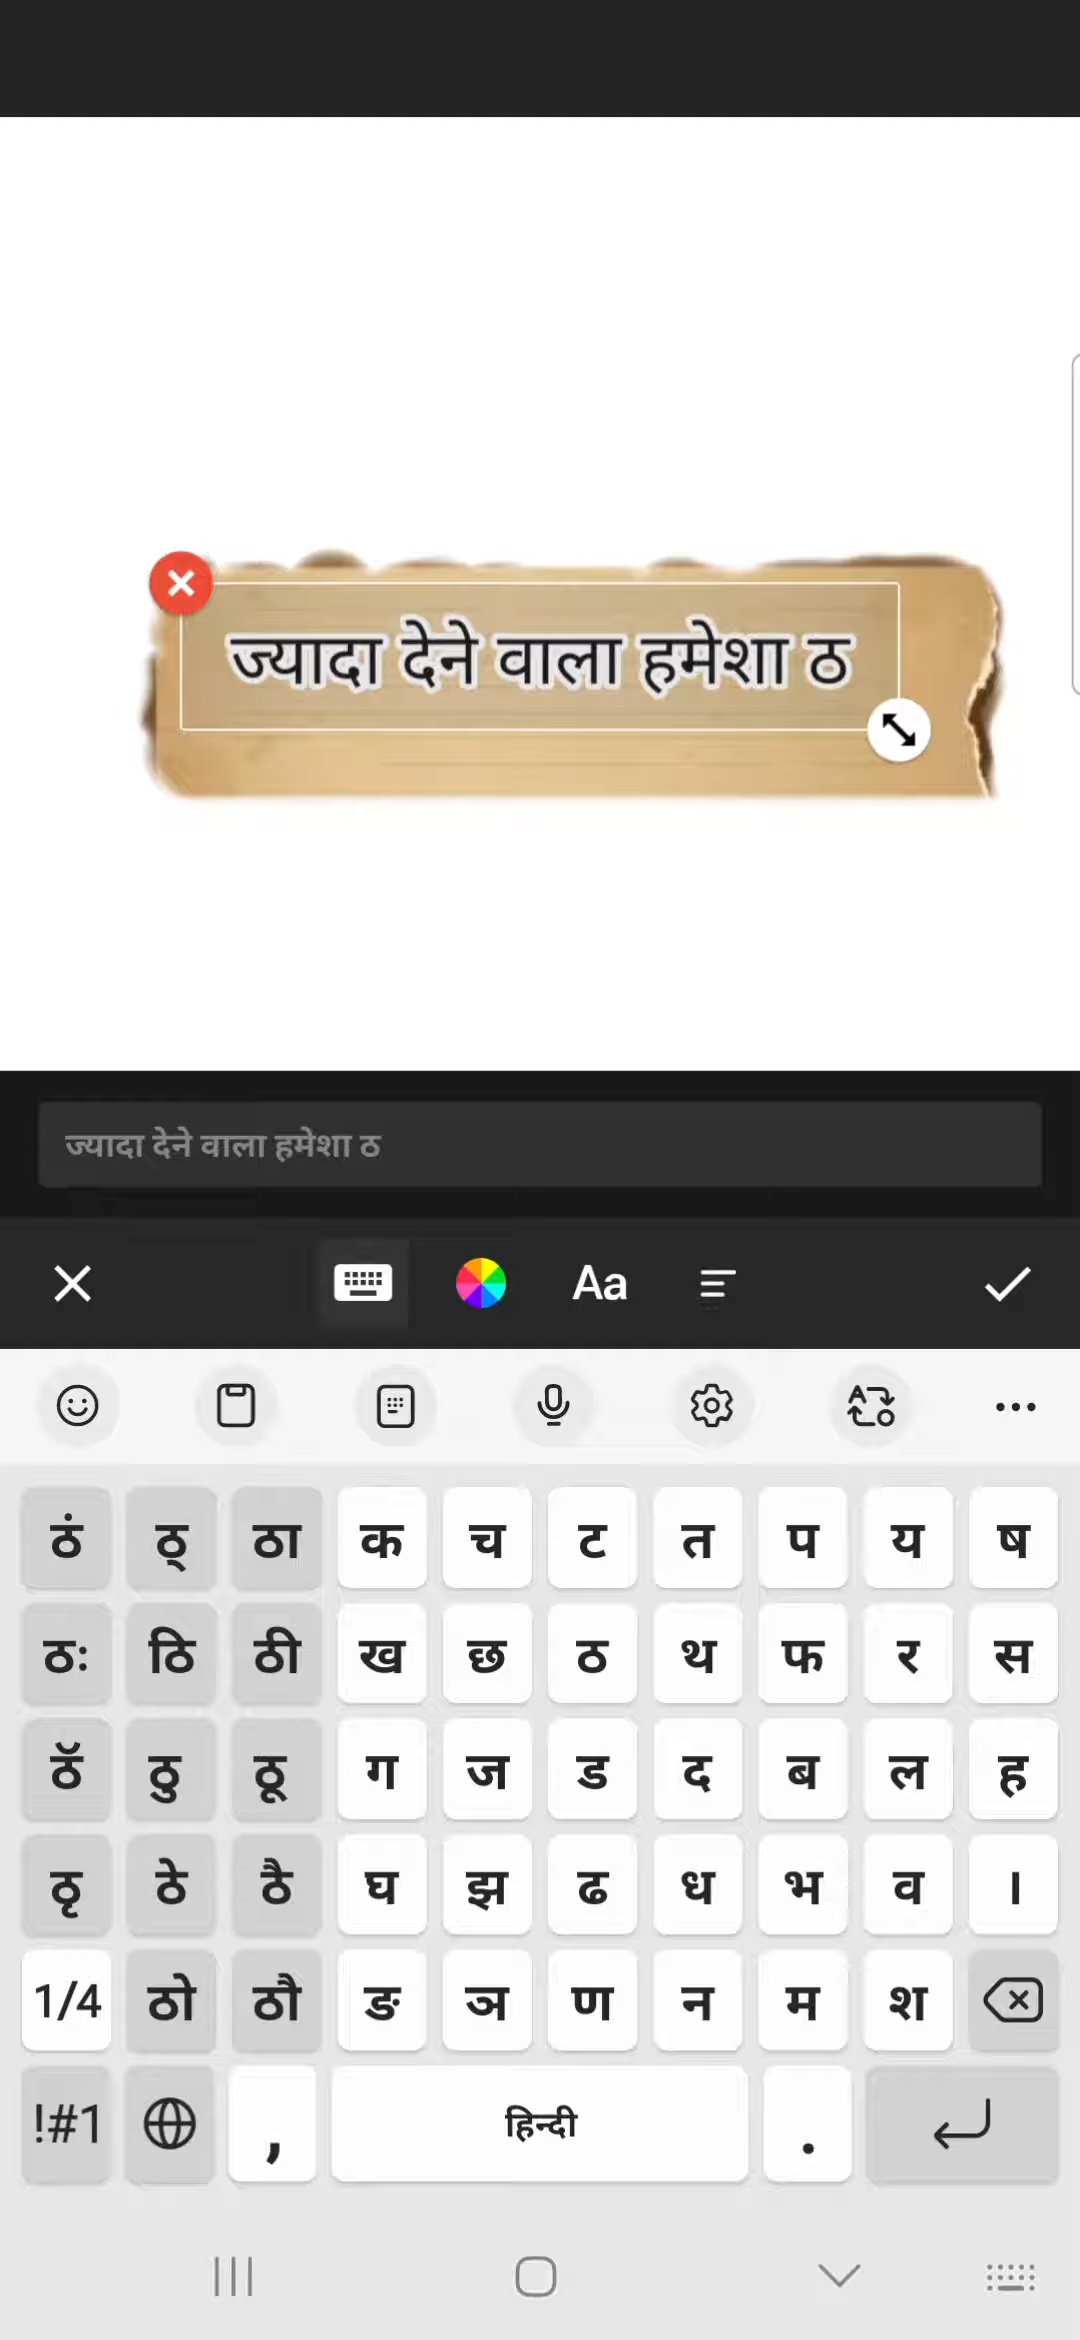 ज्यादा देने वाला हमेशा ठ
ज्यादा देने वाला हमेशा ठ
Aa
ठं ठ् ठा क च ट त प य ष
ठः ठि ठी ख छ ठ थ फ र स
ठॅ ठु ठू ग ज ड द ब ल ह
ठृ ठे ठै घ झ ढ ध भ व ।
1/4 ठो ठौ ङ ञ ण न म श
!#1 , हिन्दी .